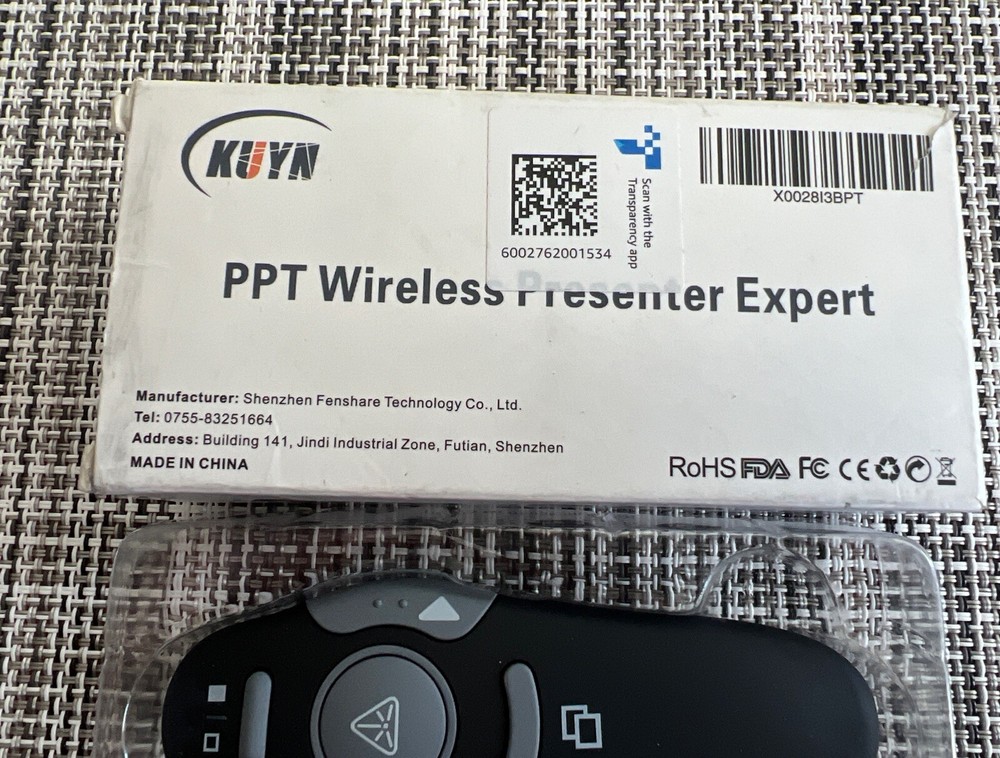 KUYN
6002762001534
Scan with the
Transparency app
X0028I3BPT
PPT Wireless Presenter Expert
Manufacturer: Shenzhen Fenshare Technology Co., Ltd.
Tel: 0755-83251664
Address: Building 141, Jindi Industrial Zone, Futian, Shenzhen
MADE IN CHINA
RoHS FDA FC CE